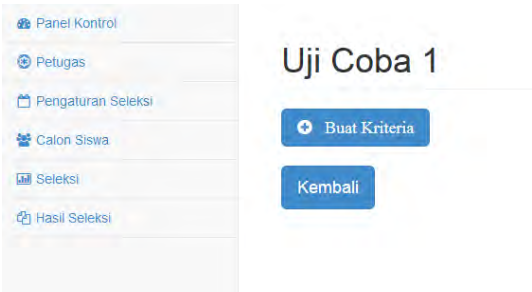 Panel Kontrol
Petugas
Pengaturan Seleksi
Calon Siswa
Seleksi
Hasil Seleksi
Uji Coba 1
Buat Kriteria
Kembali